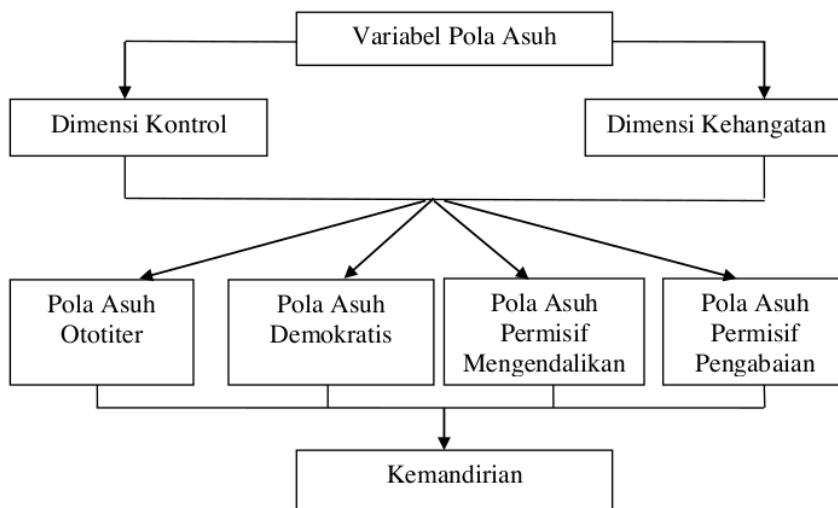 Variabel Pola Asuh
Dimensi Kontrol
Dimensi Kehangatan
Pola Asuh
Ototiter
Pola Asuh
Demokratis
Pola Asuh
Permisif
Mengendalikan
Pola Asuh
Permisif
Pengabaian
Kemandirian